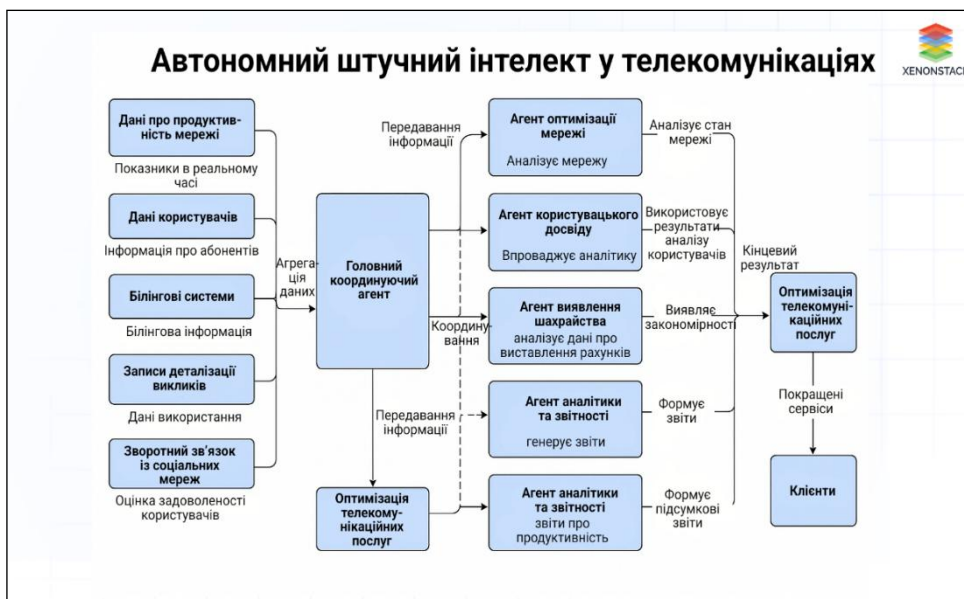 Автономний штучний інтелект у телекомунікаціях
XENONSTACK
Дані про продуктив-
ність мережі
Показники в реальному
часі
Дані користувачів
Інформація про абонентів
Білінгові системи
Білінгова інформація
Записи деталізації
викликів
Дані використання
Зворотний зв'язок
із соціальних
мереж
Оцінка задоволеності
користувачів
Агрега-
ція
даних
Головний
координуючий
агент
Оптимізація
телекому-
нікаційних
послуг
Передавання
інформації
Координу-
вання
Передавання
інформації
Агент оптимізації
мережі
Аналізує мережу
Агент користувацького
досвіду
Впроваджує аналітику
Агент виявлення
шахрайства
аналізує дані про
виставлення рахунків
Агент аналітики
та звітності
генерує звіти
Агент аналітики
та звітності
звіти про
продуктивність
Аналізує стан
мережі
Використовує
результати
аналізу
користувачів
Виявляє
закономірності
Формує
звіти
Формує
підсумкові
звіти
Кінцевий
результат
Оптимізація
телекомуні-
каційних
послуг
Покращені
сервіси
Клієнти